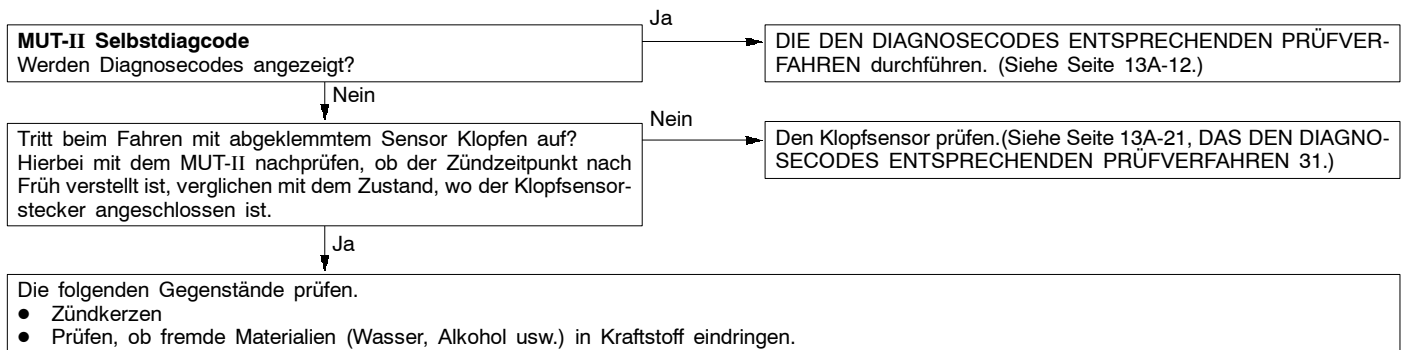 Ja
MUT-II Selbstdiagcode
Werden Diagnosecodes angezeigt?
DIE DEN DIAGNOSECODES ENTSPRECHENDEN PRÜFVER-
FAHREN durchführen. (Siehe Seite 13A-12.)
Nein
Nein
Tritt beim Fahren mit abgeklemmtem Sensor Klopfen auf?
Hierbei mit dem MUT-II nachprüfen, ob der Zündzeitpunkt nach
Früh verstellt ist, verglichen mit dem Zustand, wo der Klopfsensor-
stecker angeschlossen ist.
Den Klopfsensor prüfen.(Siehe Seite 13A-21, DAS DEN DIAGNO-
SECODES ENTSPRECHENDEN PRÜFVERFAHREN 31.)
Ja
Die folgenden Gegenstände prüfen.
● Zündkerzen
● Prüfen, ob fremde Materialien (Wasser, Alkohol usw.) in Kraftstoff eindringen.